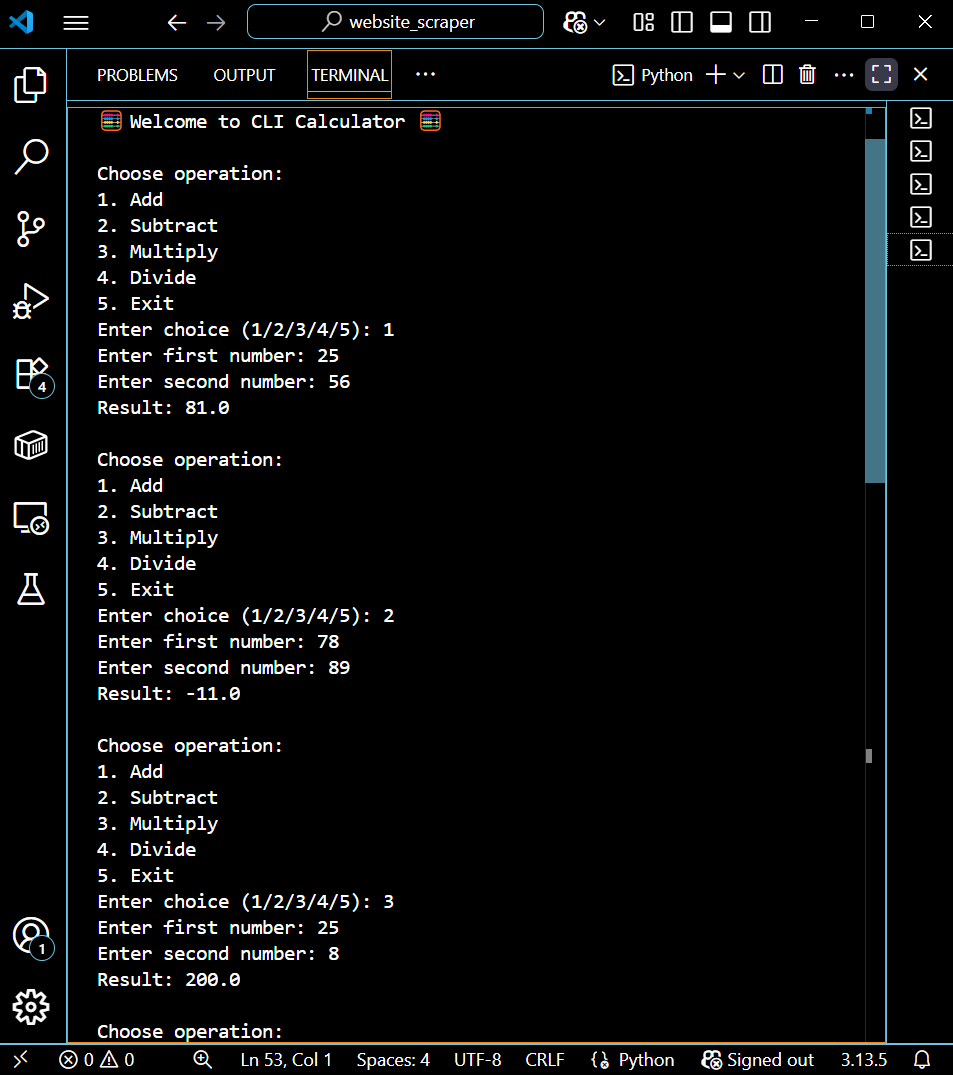 website_scraper
PROBLEMS OUTPUT TERMINAL ... Python
🧮 Welcome to CLI Calculator 🧮
Choose operation:
1. Add
2. Subtract
3. Multiply
4. Divide
5. Exit
Enter choice (1/2/3/4/5): 1
Enter first number: 25
Enter second number: 56
Result: 81.0
Choose operation:
1. Add
2. Subtract
3. Multiply
4. Divide
5. Exit
Enter choice (1/2/3/4/5): 2
Enter first number: 78
Enter second number: 89
Result: -11.0
Choose operation:
1. Add
2. Subtract
3. Multiply
4. Divide
5. Exit
Enter choice (1/2/3/4/5): 3
Enter first number: 25
Enter second number: 8
Result: 200.0
Choose operation:
4
1
0 0 Ln 53, Col 1 Spaces: 4 UTF-8 CRLF {} Python Signed out 3.13.5